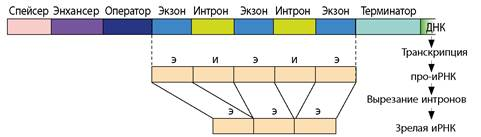 Спейсер Энхансер Оператор Экзон Интрон Экзон Интрон Экзон Терминатор ДНК
Транскрипция
Э И Э И Э
про-иРНК
Вырезание интронов
Э Э Э
Зрелая иРНК